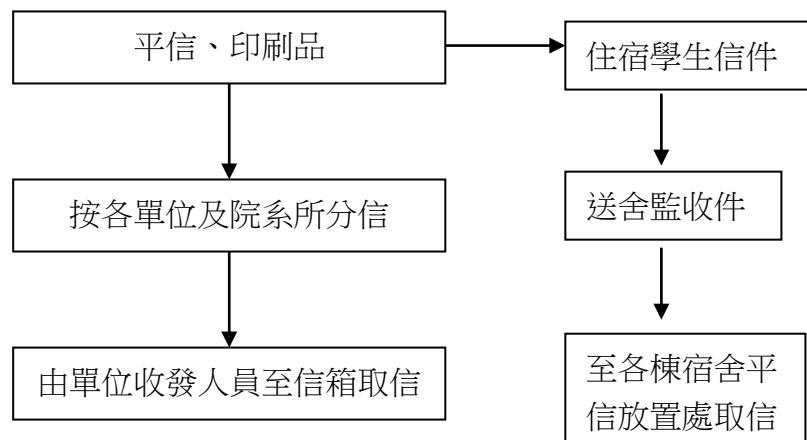 平信、印刷品
住宿學生信件
按各單位及院系所分信
送舍監收件
由單位收發人員至信箱取信
至各棟宿舍平
信放置處取信